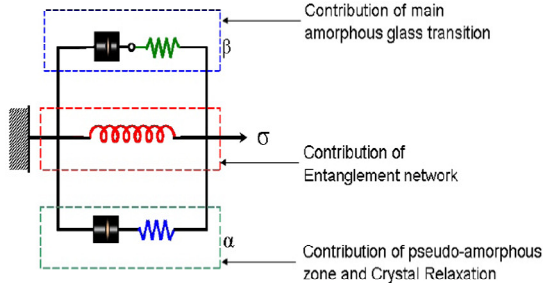 Contribution of main
amorphous glass transition
β
σ
Contribution of
Entanglement network
α
Contribution of pseudo-amorphous
zone and Crystal Relaxation